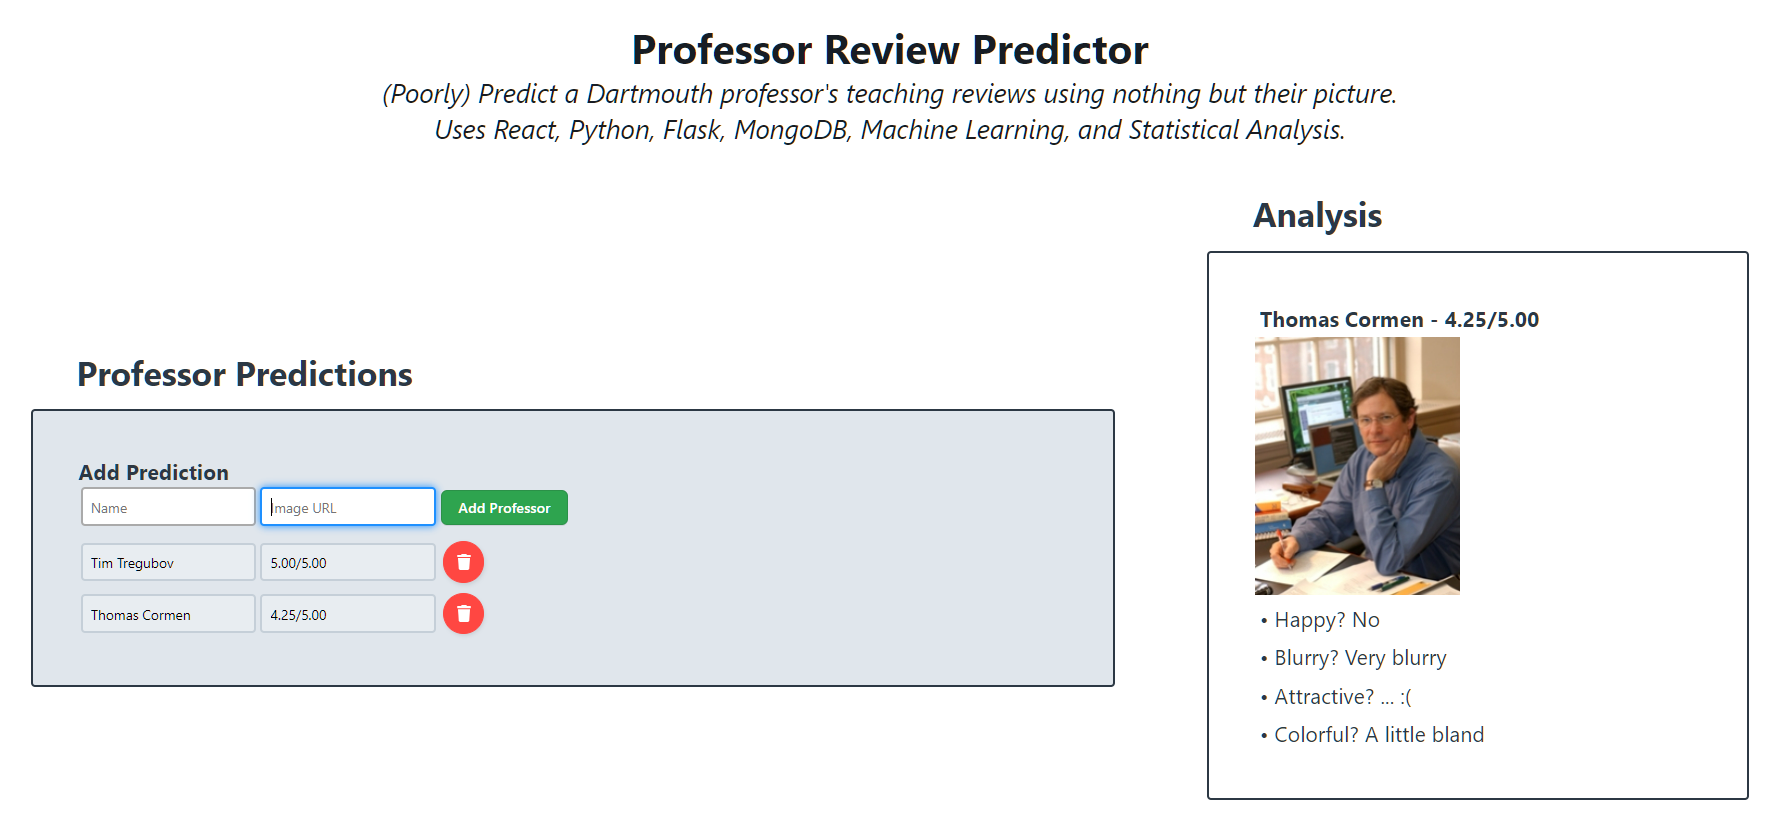 Professor Review Predictor
(Poorly) Predict a Dartmouth professor's teaching reviews using nothing but their picture.
Uses React, Python, Flask, MongoDB, Machine Learning, and Statistical Analysis.
Professor Predictions
Add Prediction
Name Image URL Add Professor
Tim Tregubov 5.00/5.00
Thomas Cormen 4.25/5.00
Analysis
Thomas Cormen - 4.25/5.00
• Happy? No
• Blurry? Very blurry
• Attractive? ... :(
• Colorful? A little bland